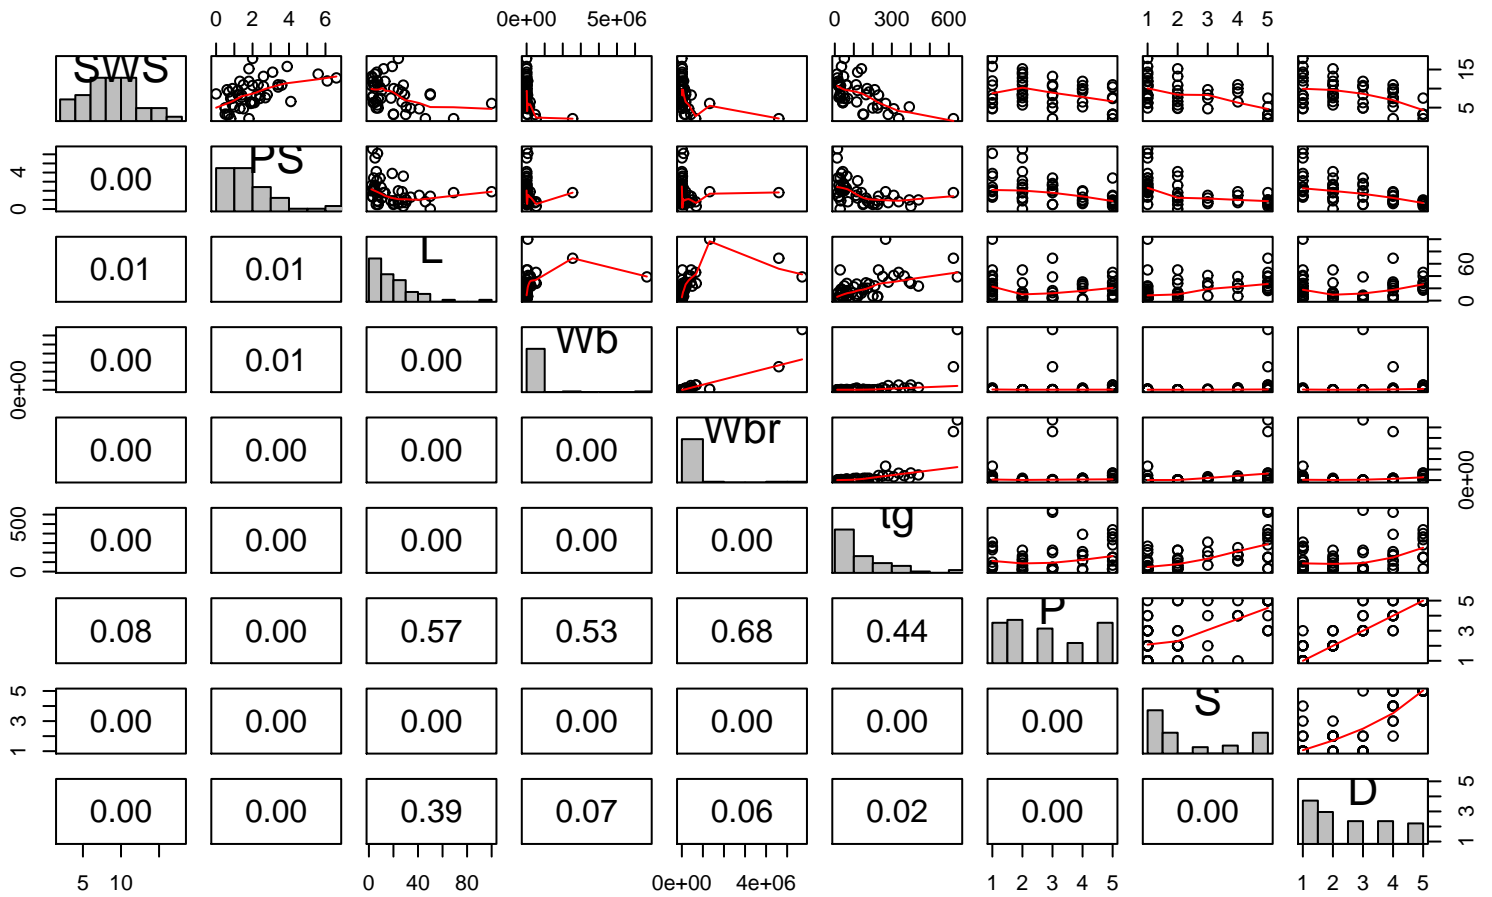 0 2 4 6 0e+00 5e+06 0 300 600 1 2 3 4 5
SWS 5 15
0 4 0.00 PS
0.01 0.01 L 0 60
0e+00 0.00 0.01 0.00 Wb
0.00 0.00 0.00 0.00 Wbr 0e+00
0 500 0.00 0.00 0.00 0.00 0.00 tg
0.08 0.00 0.57 0.53 0.68 0.44 P 1 3 5
1 3 5 0.00 0.00 0.00 0.00 0.00 0.00 0.00 S
0.00 0.00 0.39 0.07 0.06 0.02 0.00 0.00 D 1 3 5
5 10 0 40 80 0e+00 4e+06 1 2 3 4 5 1 2 3 4 5